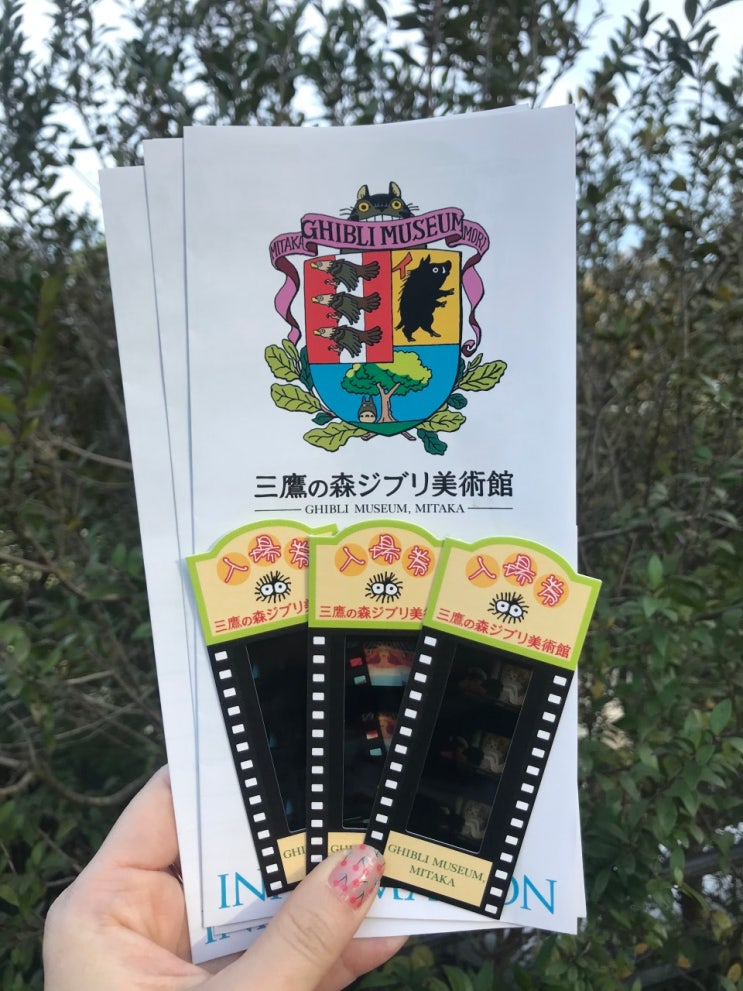 MITAKA GHIBLI MUSEUM MORI
イ
三鷹の森ジブリ美術館
GHIBLI MUSEUM, MITAKA
入場券
三鷹の森ジブリ美術
入場券
三鷹の森ジブリ美術
入場券
三鷹の森ジブリ美術館
GHIBLI MUSEUM,
MITAKA
INFORMATION